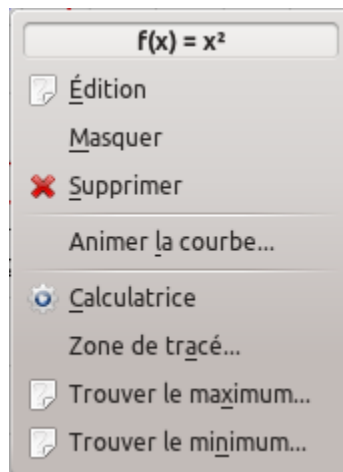 f(x) = x²
Édition
Masquer
Supprimer
Animer la courbe...
Calculatrice
Zone de tracé...
Trouver le maximum...
Trouver le minimum...